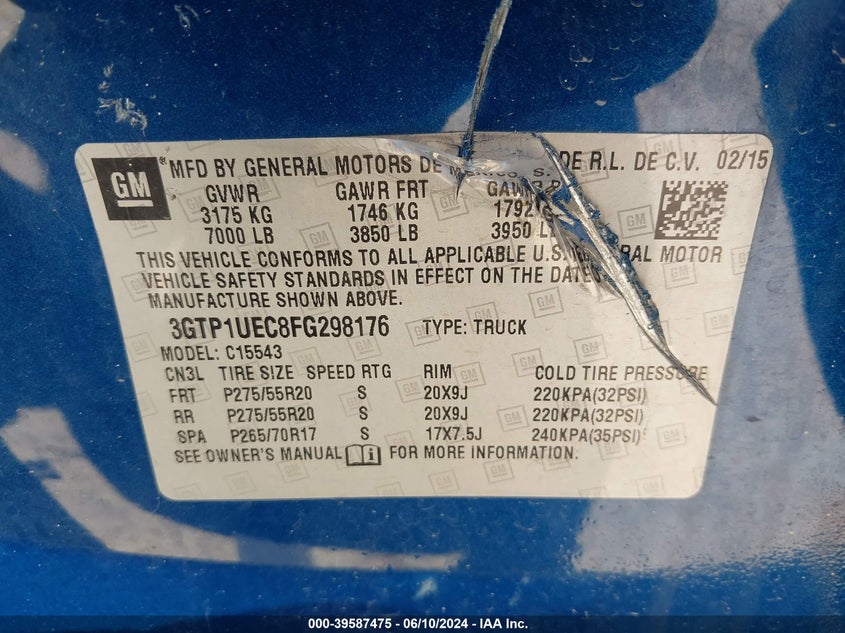 GM ® MFD BY GENERAL MOTORS DE S. DE R.L. DE C.V. 02/15
GVWR GAWR FRT
3175 KG 1746 KG 1792
7000 LB 3850 LB 3950
THIS VEHICLE CONFORMS TO ALL APPLICABLE U.S. MOTOR
VEHICLE SAFETY STANDARDS IN EFFECT ON THE DATE
MANUFACTURE SHOWN ABOVE.
3GTP1UEC8FG298176 TYPE: TRUCK
MODEL: C15543
CN3L TIRE SIZE SPEED RTG RIM COLD TIRE PRESSURE
FRT P275/55R20 S 20X9J 220KPA(32PSI)
RR P275/55R20 S 20X9J 220KPA(32PSI)
SPA P265/70R17 S 17X7.5J 240KPA(35PSI)
SEE OWNER'S MANUAL FOR MORE INFORMATION.
000-39587475 - 06/10/2024 - IAA Inc.